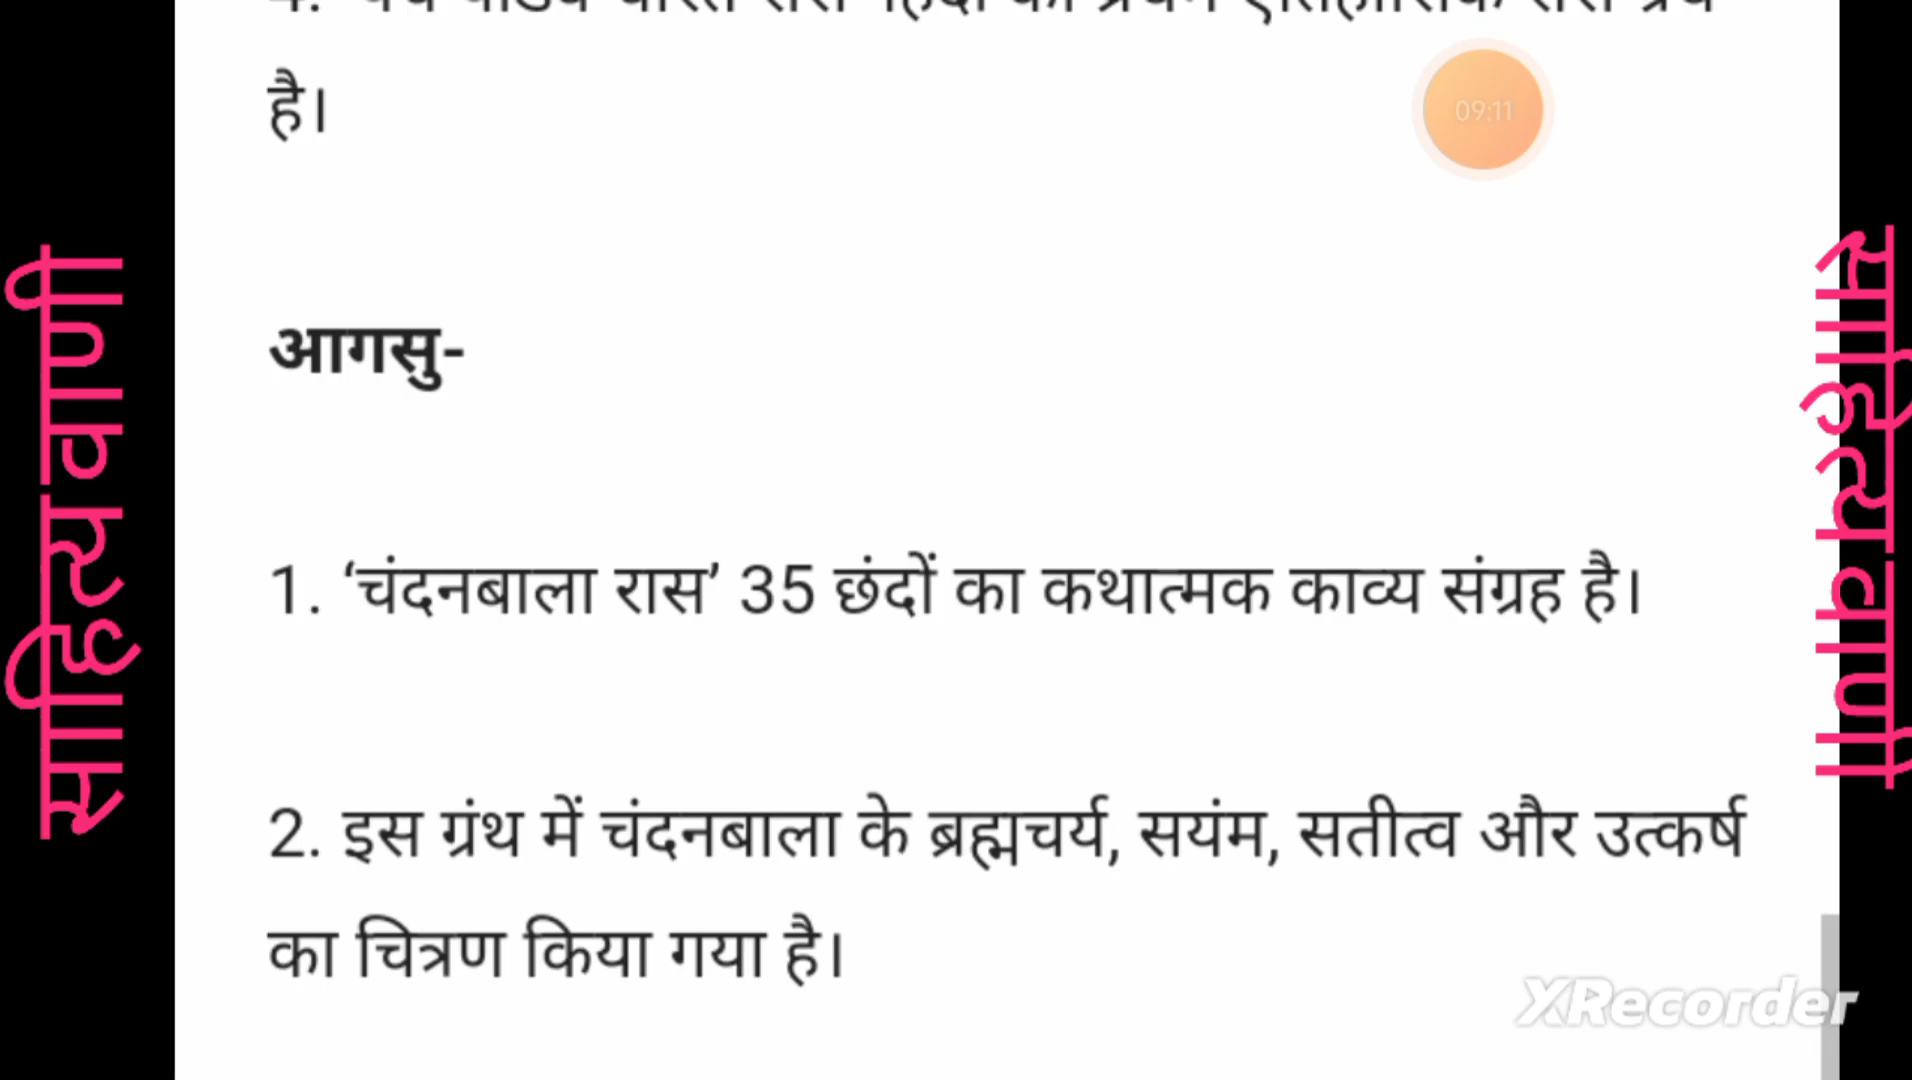 है।
09:11
आगसु-
1. ‘चंदनबाला रास’ 35 छंदों का कथात्मक काव्य संग्रह है।
2. इस ग्रंथ में चंदनबाला के ब्रह्मचर्य, सयंम, सतीत्व और उत्कर्ष
का चित्रण किया गया है।
साहित्यवाणी
साहित्यवाणी
XRecorder